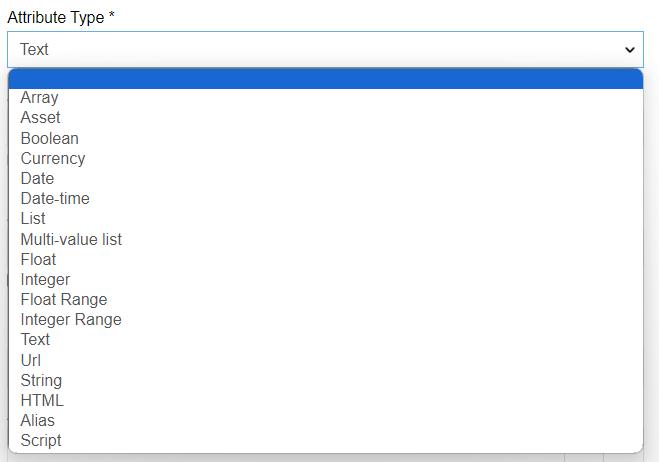 Attribute Type *
Text
Array
Asset
Boolean
Currency
Date
Date-time
List
Multi-value list
Float
Integer
Float Range
Integer Range
Text
Url
String
HTML
Alias
Script